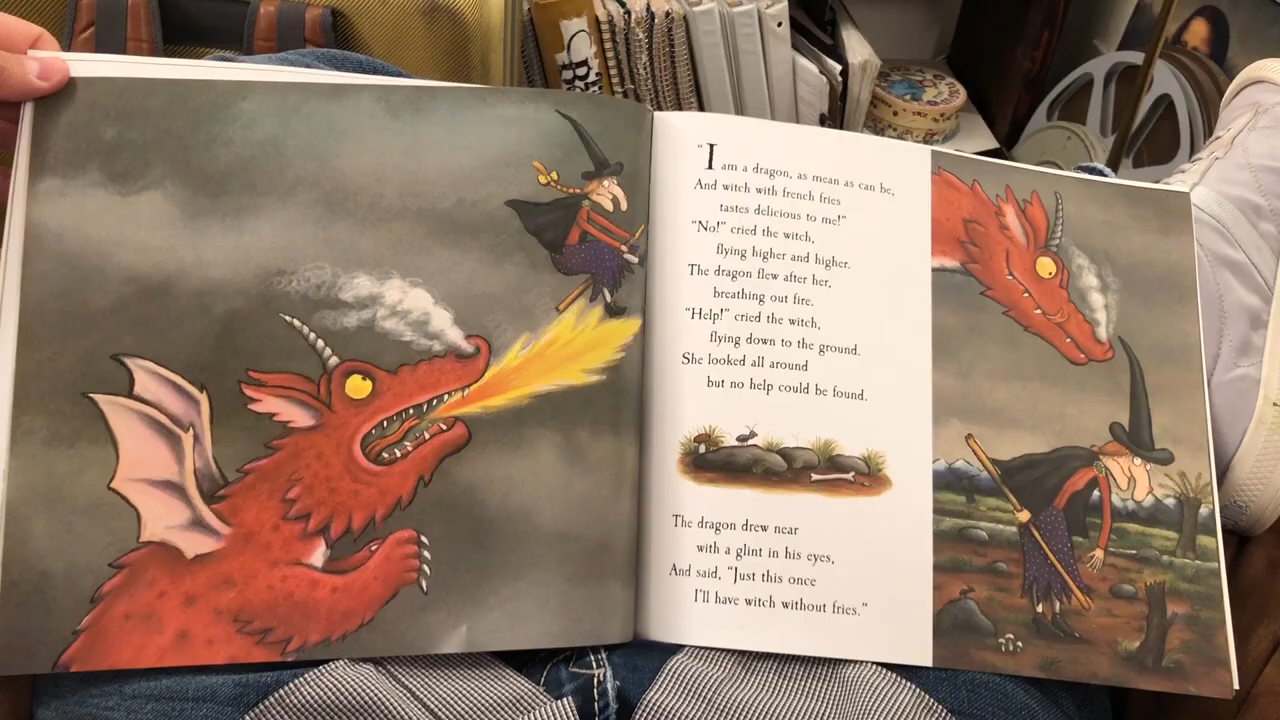 "I am a dragon, as mean as can be,
And witch with french fries
tastes delicious to me!"
"No!" cried the witch,
flying higher and higher.
The dragon flew after her,
breathing out fire.
"Help!" cried the witch,
flying down to the ground.
She looked all around
but no help could be found.
The dragon drew near
with a glint in his eyes,
And said, "Just this once
I'll have witch without fries."